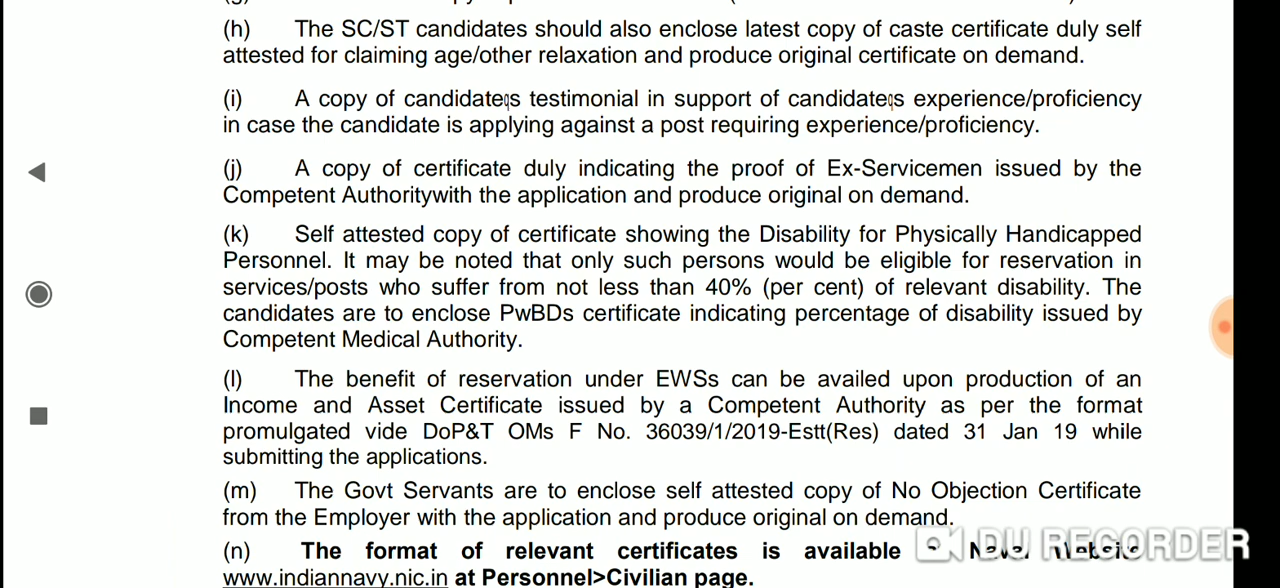 (h) The SC/ST candidates should also enclose latest copy of caste certificate duly self
attested for claiming age/other relaxation and produce original certificate on demand.
(i) A copy of candidateqs testimonial in support of candidateqs experience/proficiency
in case the candidate is applying against a post requiring experience/proficiency.
(j) A copy of certificate duly indicating the proof of Ex-Servicemen issued by the
Competent Authoritywith the application and produce original on demand.
(k) Self attested copy of certificate showing the Disability for Physically Handicapped
Personnel. It may be noted that only such persons would be eligible for reservation in
services/posts who suffer from not less than 40% (per cent) of relevant disability. The
candidates are to enclose PwBDs certificate indicating percentage of disability issued by
Competent Medical Authority.
(l) The benefit of reservation under EWSs can be availed upon production of an
Income and Asset Certificate issued by a Competent Authority as per the format
promulgated vide DoP&T OMs F No. 36039/1/2019-Estt(Res) dated 31 Jan 19 while
submitting the applications.
(m) The Govt Servants are to enclose self attested copy of No Objection Certificate
from the Employer with the application and produce original on demand.
(n) The format of relevant certificates is available Naval Website
www.indiannavy.nic.in at Personnel>Civilian page.
DU RECORDER